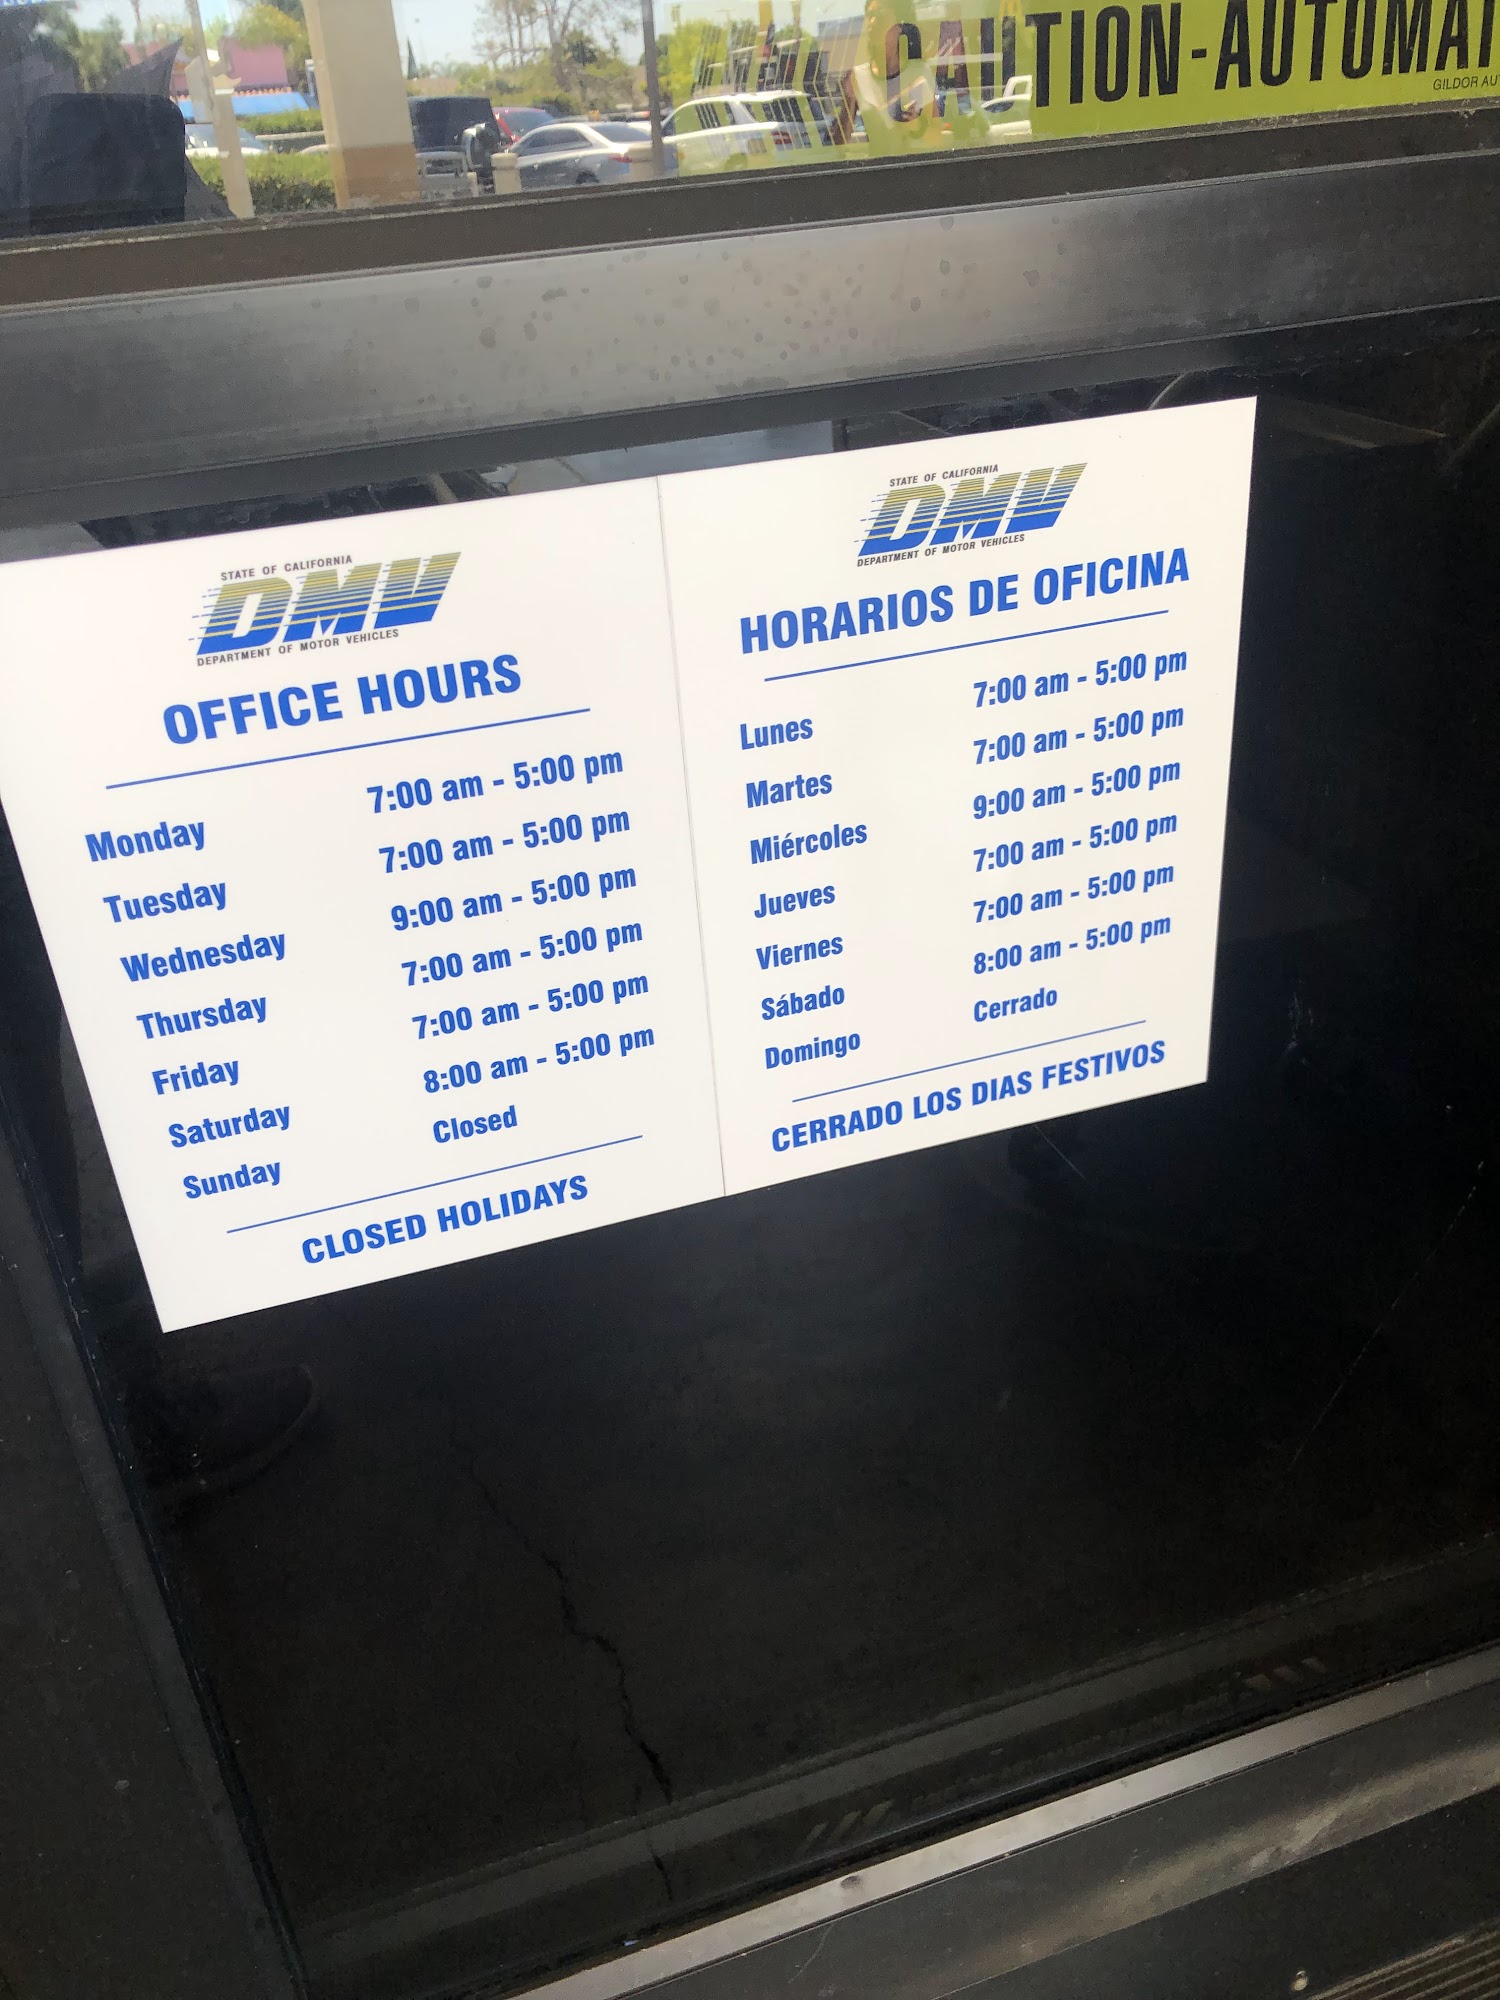 CAUTION-AUTOMAT
GILDOR AU
STATE OF CALIFORNIA
DMV
DEPARTMENT OF MOTOR VEHICLES
OFFICE HOURS
Monday 7:00 am - 5:00 pm
Tuesday 7:00 am - 5:00 pm
Wednesday 9:00 am - 5:00 pm
Thursday 7:00 am - 5:00 pm
Friday 7:00 am - 5:00 pm
Saturday 8:00 am - 5:00 pm
Sunday Closed
CLOSED HOLIDAYS
STATE OF CALIFORNIA
DMV
DEPARTMENT OF MOTOR VEHICLES
HORARIOS DE OFICINA
Lunes 7:00 am - 5:00 pm
Martes 7:00 am - 5:00 pm
Miércoles 9:00 am - 5:00 pm
Jueves 7:00 am - 5:00 pm
Viernes 7:00 am - 5:00 pm
Sábado 8:00 am - 5:00 pm
Domingo Cerrado
CERRADO LOS DIAS FESTIVOS